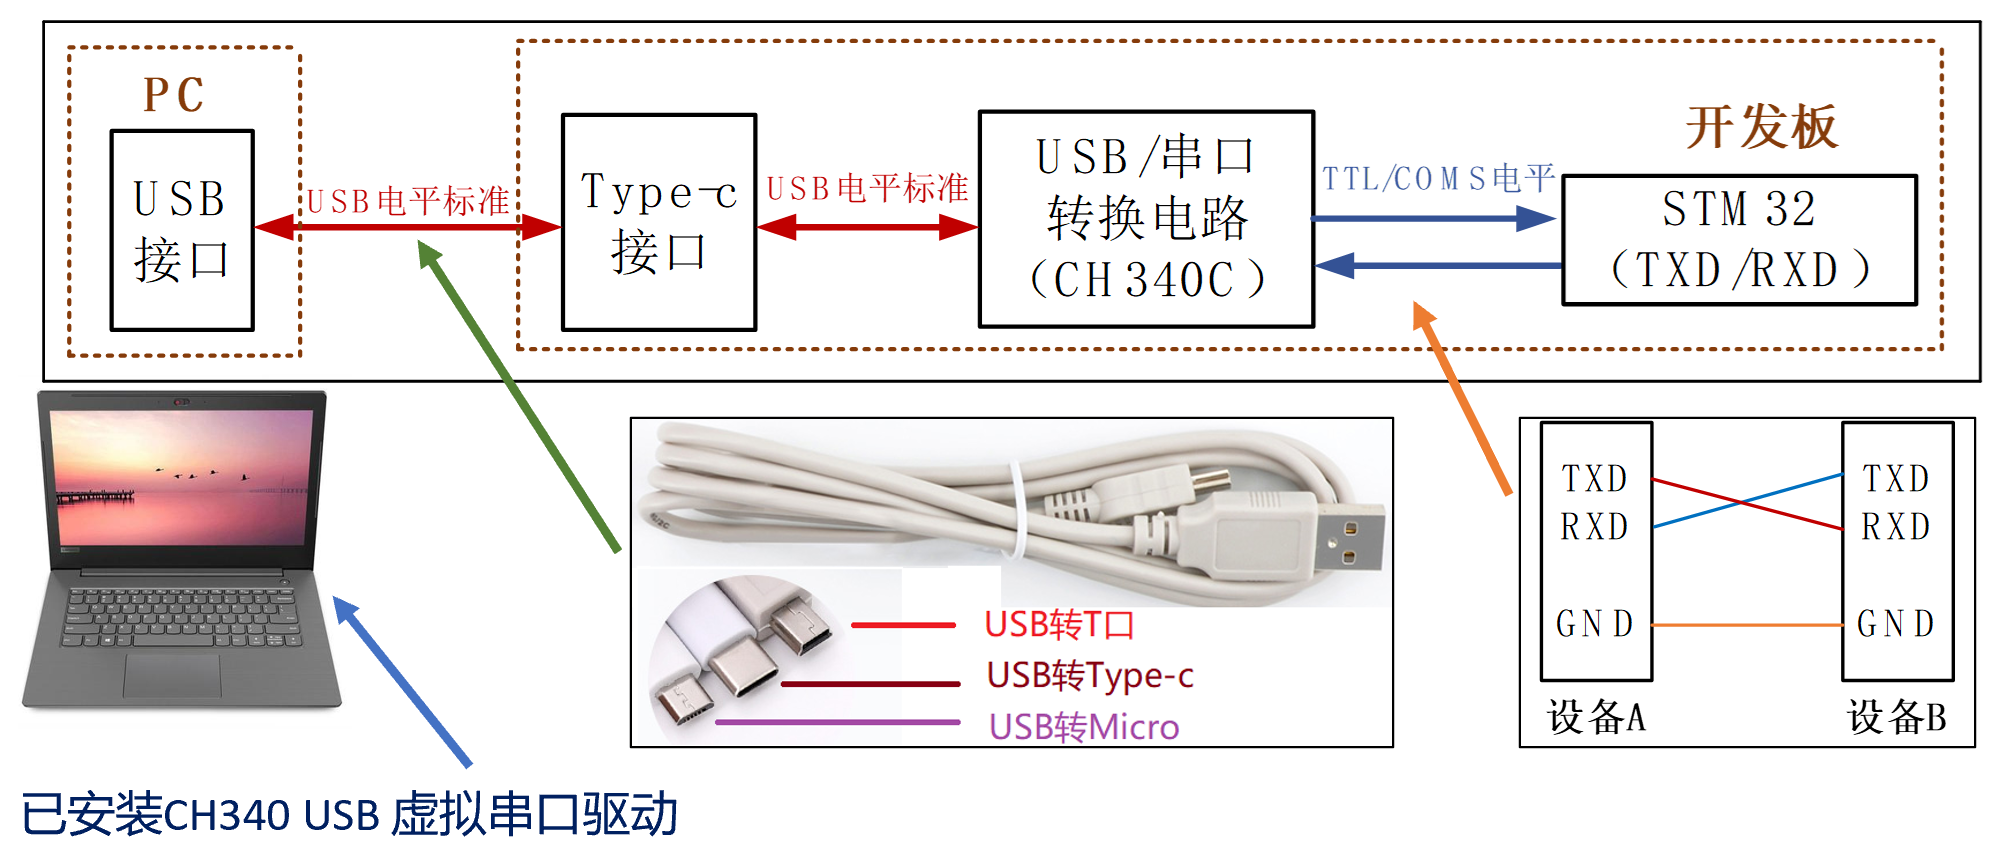 PC
USB
接口
USB电平标准
Type-c
接口
USB电平标准
USB/串口
转换电路
（CH340C）
TTL/COMS电平
开发板
STM32
（TXD/RXD）
USB转T口
USB转Type-c
USB转Micro
TXD
RXD
GND
设备A
TXD
RXD
GND
设备B
已安装CH340 USB 虚拟串口驱动